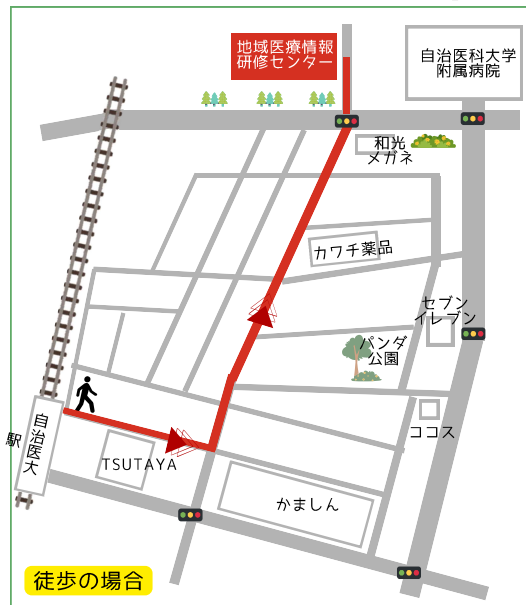 地域医療情報
研修センター
自治医科大学
附属病院
和光
メガネ
カワチ薬品
セブン
イレブン
パンダ
公園
ココス
自治医大
駅
TSUTAYA
かましん
徒歩の場合